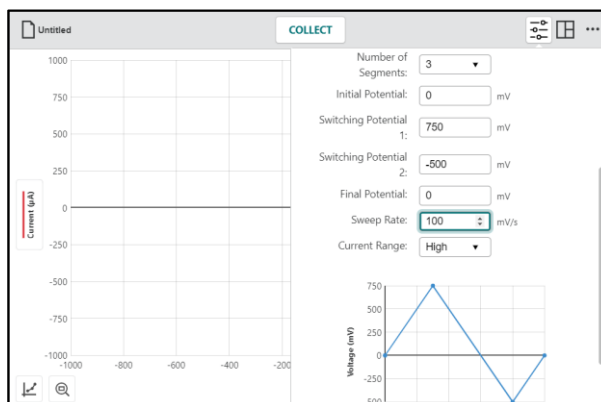 Untitled
COLLECT
Number of
Segments:
3
Initial Potential:
0
mV
Switching Potential
1:
750
mV
Switching Potential
2:
-500
mV
Final Potential:
0
mV
Sweep Rate:
100
mV/s
Current Range:
High
Current (µA)
1000
750
500
250
0
-250
-500
-750
-1000
-1000
-800
-600
-400
-200
Voltage (mV)
750
500
250
0
-250
-500